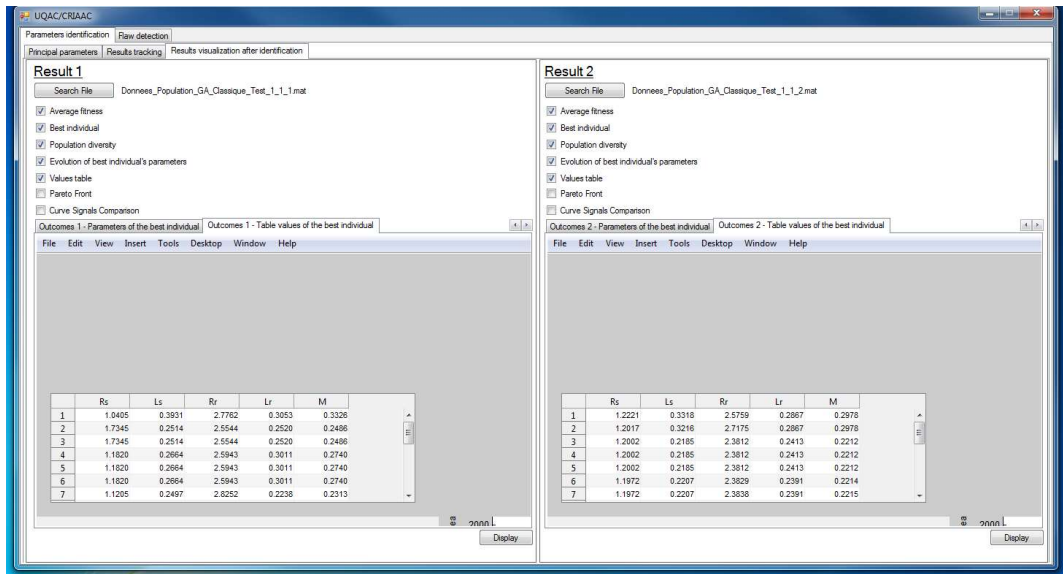 UQAC/CRIAAC
Parameters identification Flaw detection
Principal parameters Results tracking Results visualization after identification
Result 1
Search File Donnees_Population_GA_Classique_Test_1_1_1.mat
Average fitness
Best individual
Population diversity
Evolution of best individual's parameters
Values table
Pareto Front
Curve Signals Comparison
Outcomes 1 - Parameters of the best individual Outcomes 1 - Table values of the best individual
File Edit View Insert Tools Desktop Window Help
Rs Ls Rr Lr M
1 1.0405 0.3931 2.7762 0.3053 0.3326
2 1.7345 0.2514 2.5544 0.2520 0.2486
3 1.7345 0.2514 2.5544 0.2520 0.2486
4 1.1820 0.2664 2.5943 0.3011 0.2740
5 1.1820 0.2664 2.5943 0.3011 0.2740
6 1.1820 0.2664 2.5943 0.3011 0.2740
7 1.1205 0.2497 2.8252 0.2238 0.2313
ea 2000
Display
Result 2
Search File Donnees_Population_GA_Classique_Test_1_1_2.mat
Average fitness
Best individual
Population diversity
Evolution of best individual's parameters
Values table
Pareto Front
Curve Signals Comparison
Outcomes 2 - Parameters of the best individual Outcomes 2 - Table values of the best individual
File Edit View Insert Tools Desktop Window Help
Rs Ls Rr Lr M
1 1.2221 0.3318 2.5759 0.2867 0.2978
2 1.2017 0.3216 2.7175 0.2867 0.2978
3 1.2002 0.2185 2.3812 0.2413 0.2212
4 1.2002 0.2185 2.3812 0.2413 0.2212
5 1.2002 0.2185 2.3812 0.2413 0.2212
6 1.1972 0.2207 2.3829 0.2391 0.2214
7 1.1972 0.2207 2.3838 0.2391 0.2215
ea 2000
Display